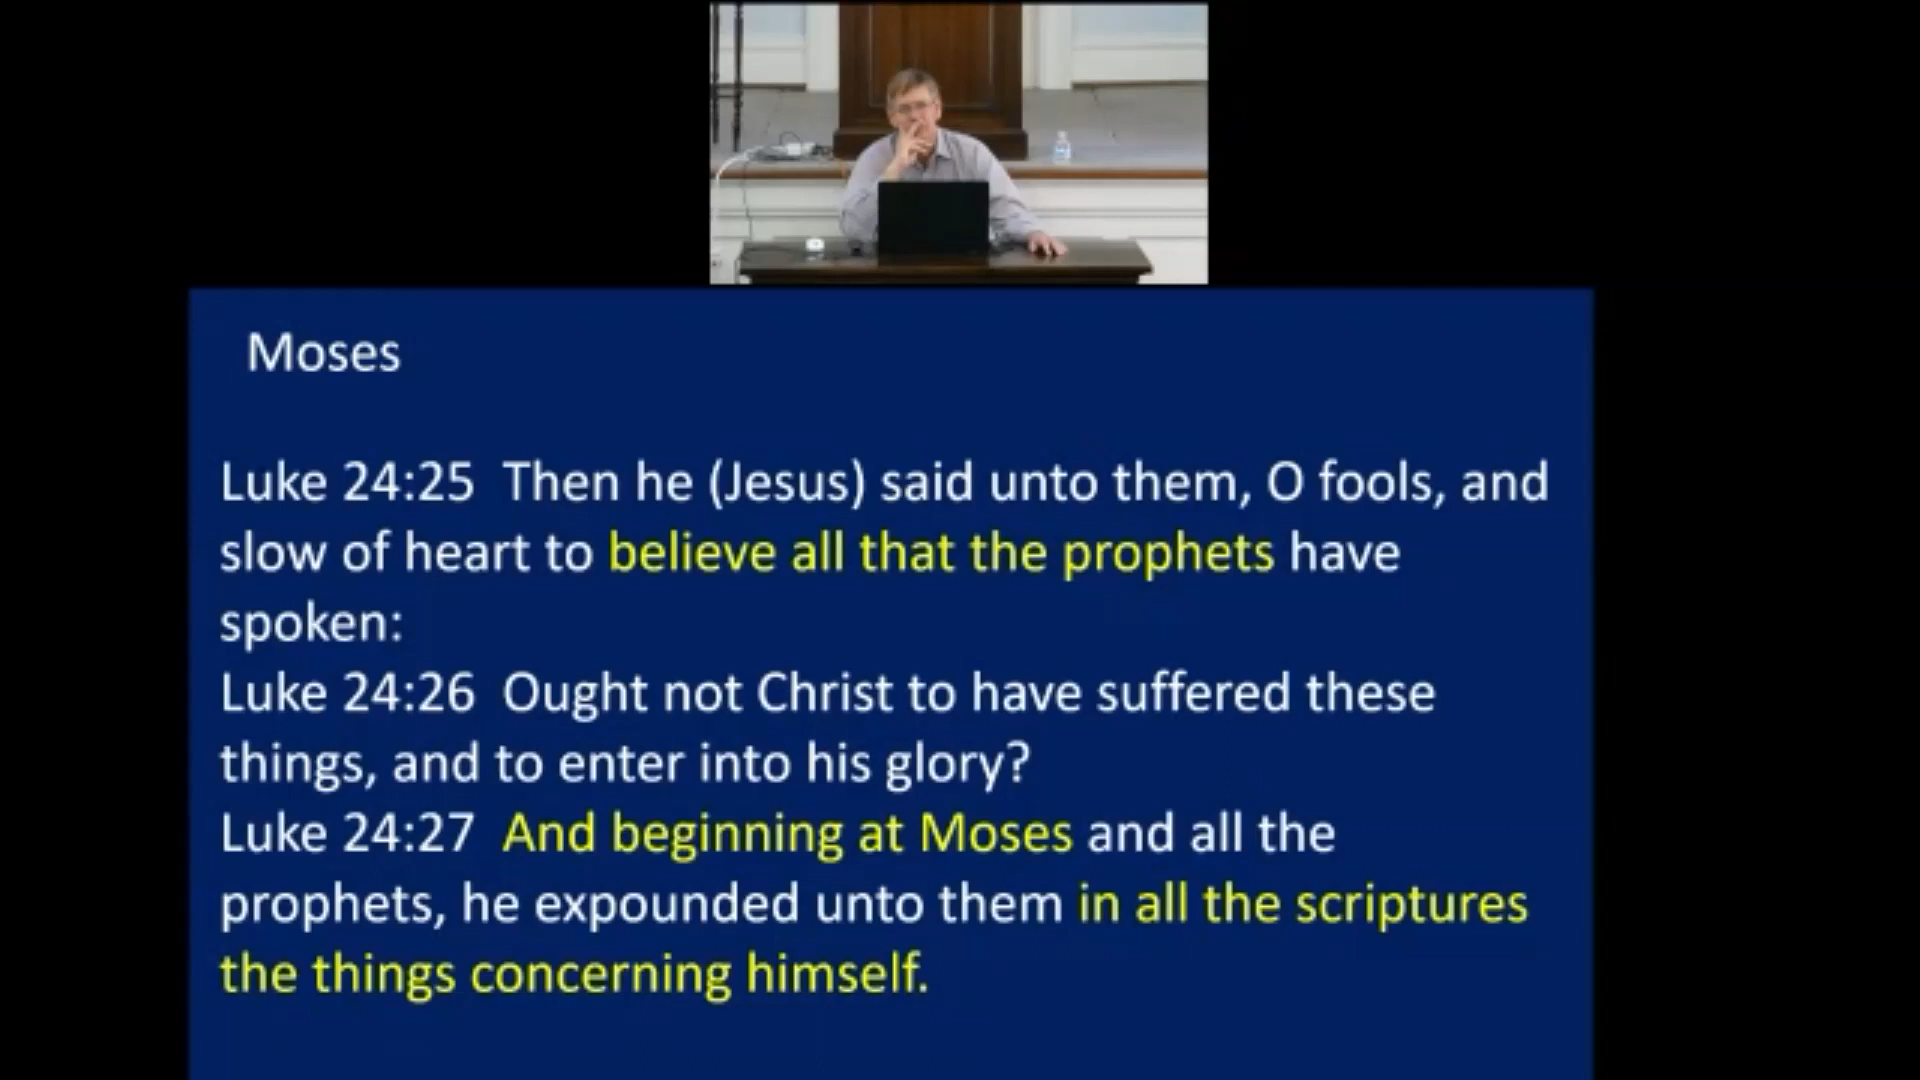 Moses
Luke 24:25  Then he (Jesus) said unto them, O fools, and
slow of heart to believe all that the prophets have
spoken:
Luke 24:26  Ought not Christ to have suffered these
things, and to enter into his glory?
Luke 24:27  And beginning at Moses and all the
prophets, he expounded unto them in all the scriptures
the things concerning himself.